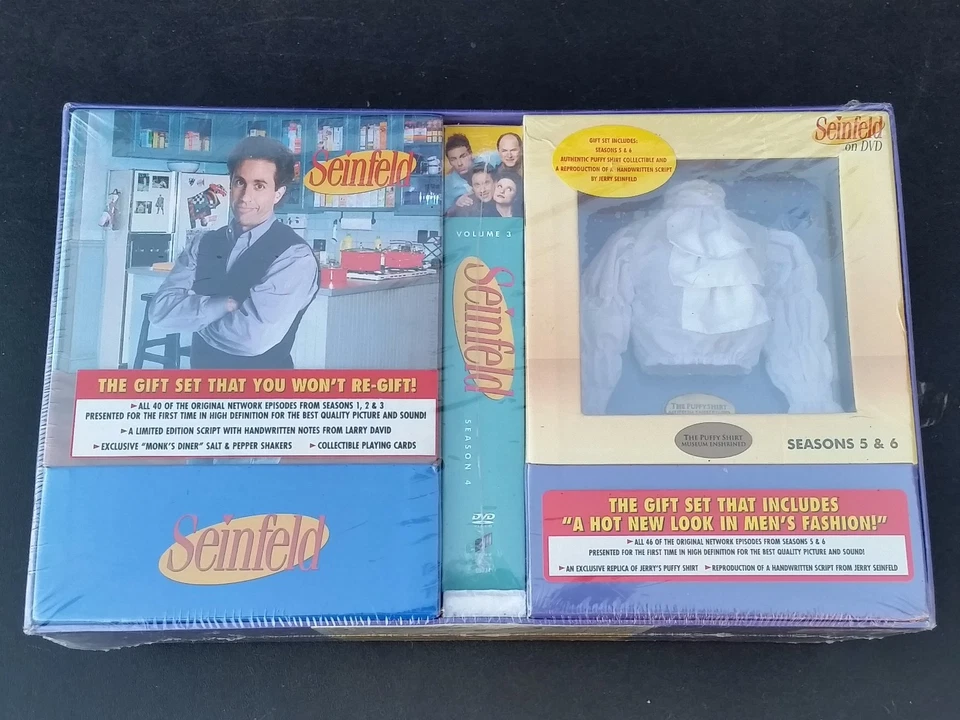 Seinfeld
THE GIFT SET THAT YOU WON'T RE-GIFT!
ALL 40 OF THE ORIGINAL NETWORK EPISODES FROM SEASONS 1, 2 & 3
PRESENTED FOR THE FIRST TIME IN HIGH DEFINITION FOR THE BEST QUALITY PICTURE AND SOUND!
A LIMITED EDITION SCRIPT WITH HANDWRITTEN NOTES FROM LARRY DAVID
EXCLUSIVE "MONK'S DINER" SALT & PEPPER SHAKERS COLLECTIBLE PLAYING CARDS
Seinfeld
VOLUME 3
Seinfeld
SEASON 4
DVD
GIFT SET INCLUDES:
SEASONS 5 & 6
AUTHENTIC PUFFY SHIRT COLLECTIBLE AND
A REPRODUCTION OF A HANDWRITTEN SCRIPT
BY JERRY SEINFELD
Seinfeld
on DVD
THE PUFFY SHIRT
THE PUFFY SHIRT
MUSEUM ENSHRINED
SEASONS 5 & 6
THE GIFT SET THAT INCLUDES
"A HOT NEW LOOK IN MEN'S FASHION!"
ALL 46 OF THE ORIGINAL NETWORK EPISODES FROM SEASONS 5 & 6
PRESENTED FOR THE FIRST TIME IN HIGH DEFINITION FOR THE BEST QUALITY PICTURE AND SOUND!
AN EXCLUSIVE REPLICA OF JERRY'S PUFFY SHIRT REPRODUCTION OF A HANDWRITTEN SCRIPT FROM JERRY SEINFELD